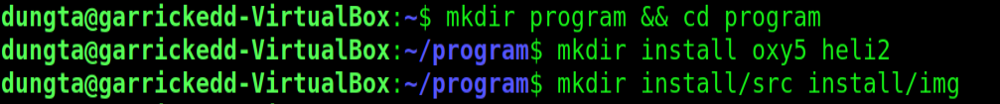 dungta@garrickedd-VirtualBox:~$ mkdir program && cd program
dungta@garrickedd-VirtualBox:~/program$ mkdir install oxy5 heli2
dungta@garrickedd-VirtualBox:~/program$ mkdir install/src install/img